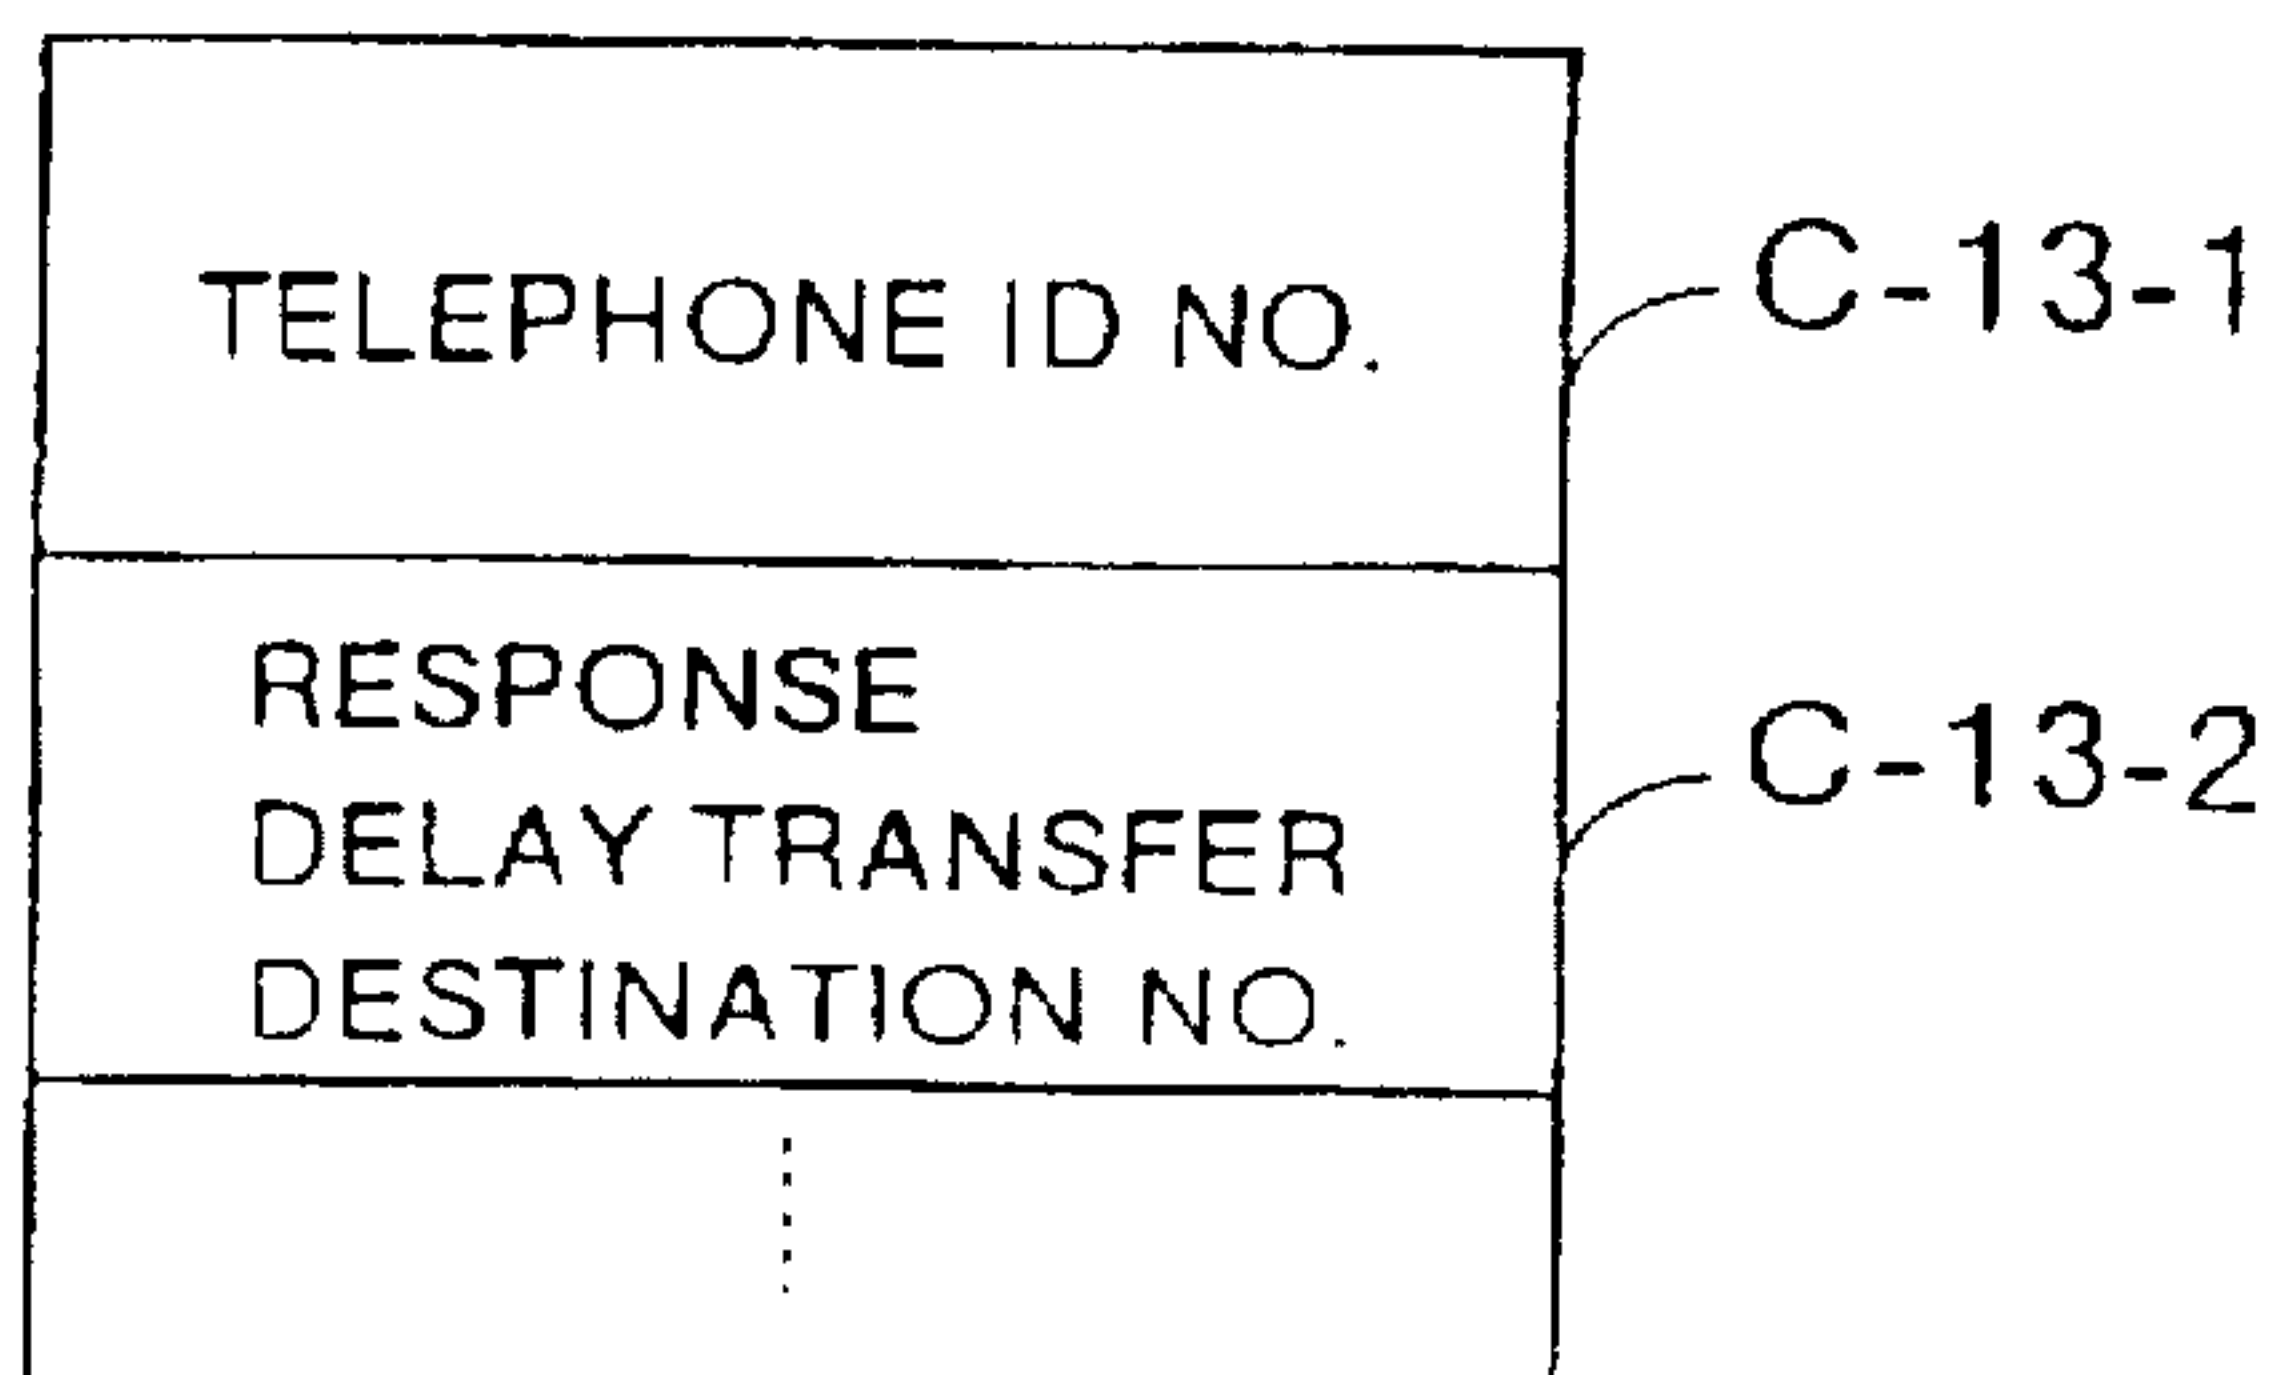 TELEPHONE ID NO.
C-13-1
RESPONSE
DELAY TRANSFER
DESTINATION NO.
C-13-2